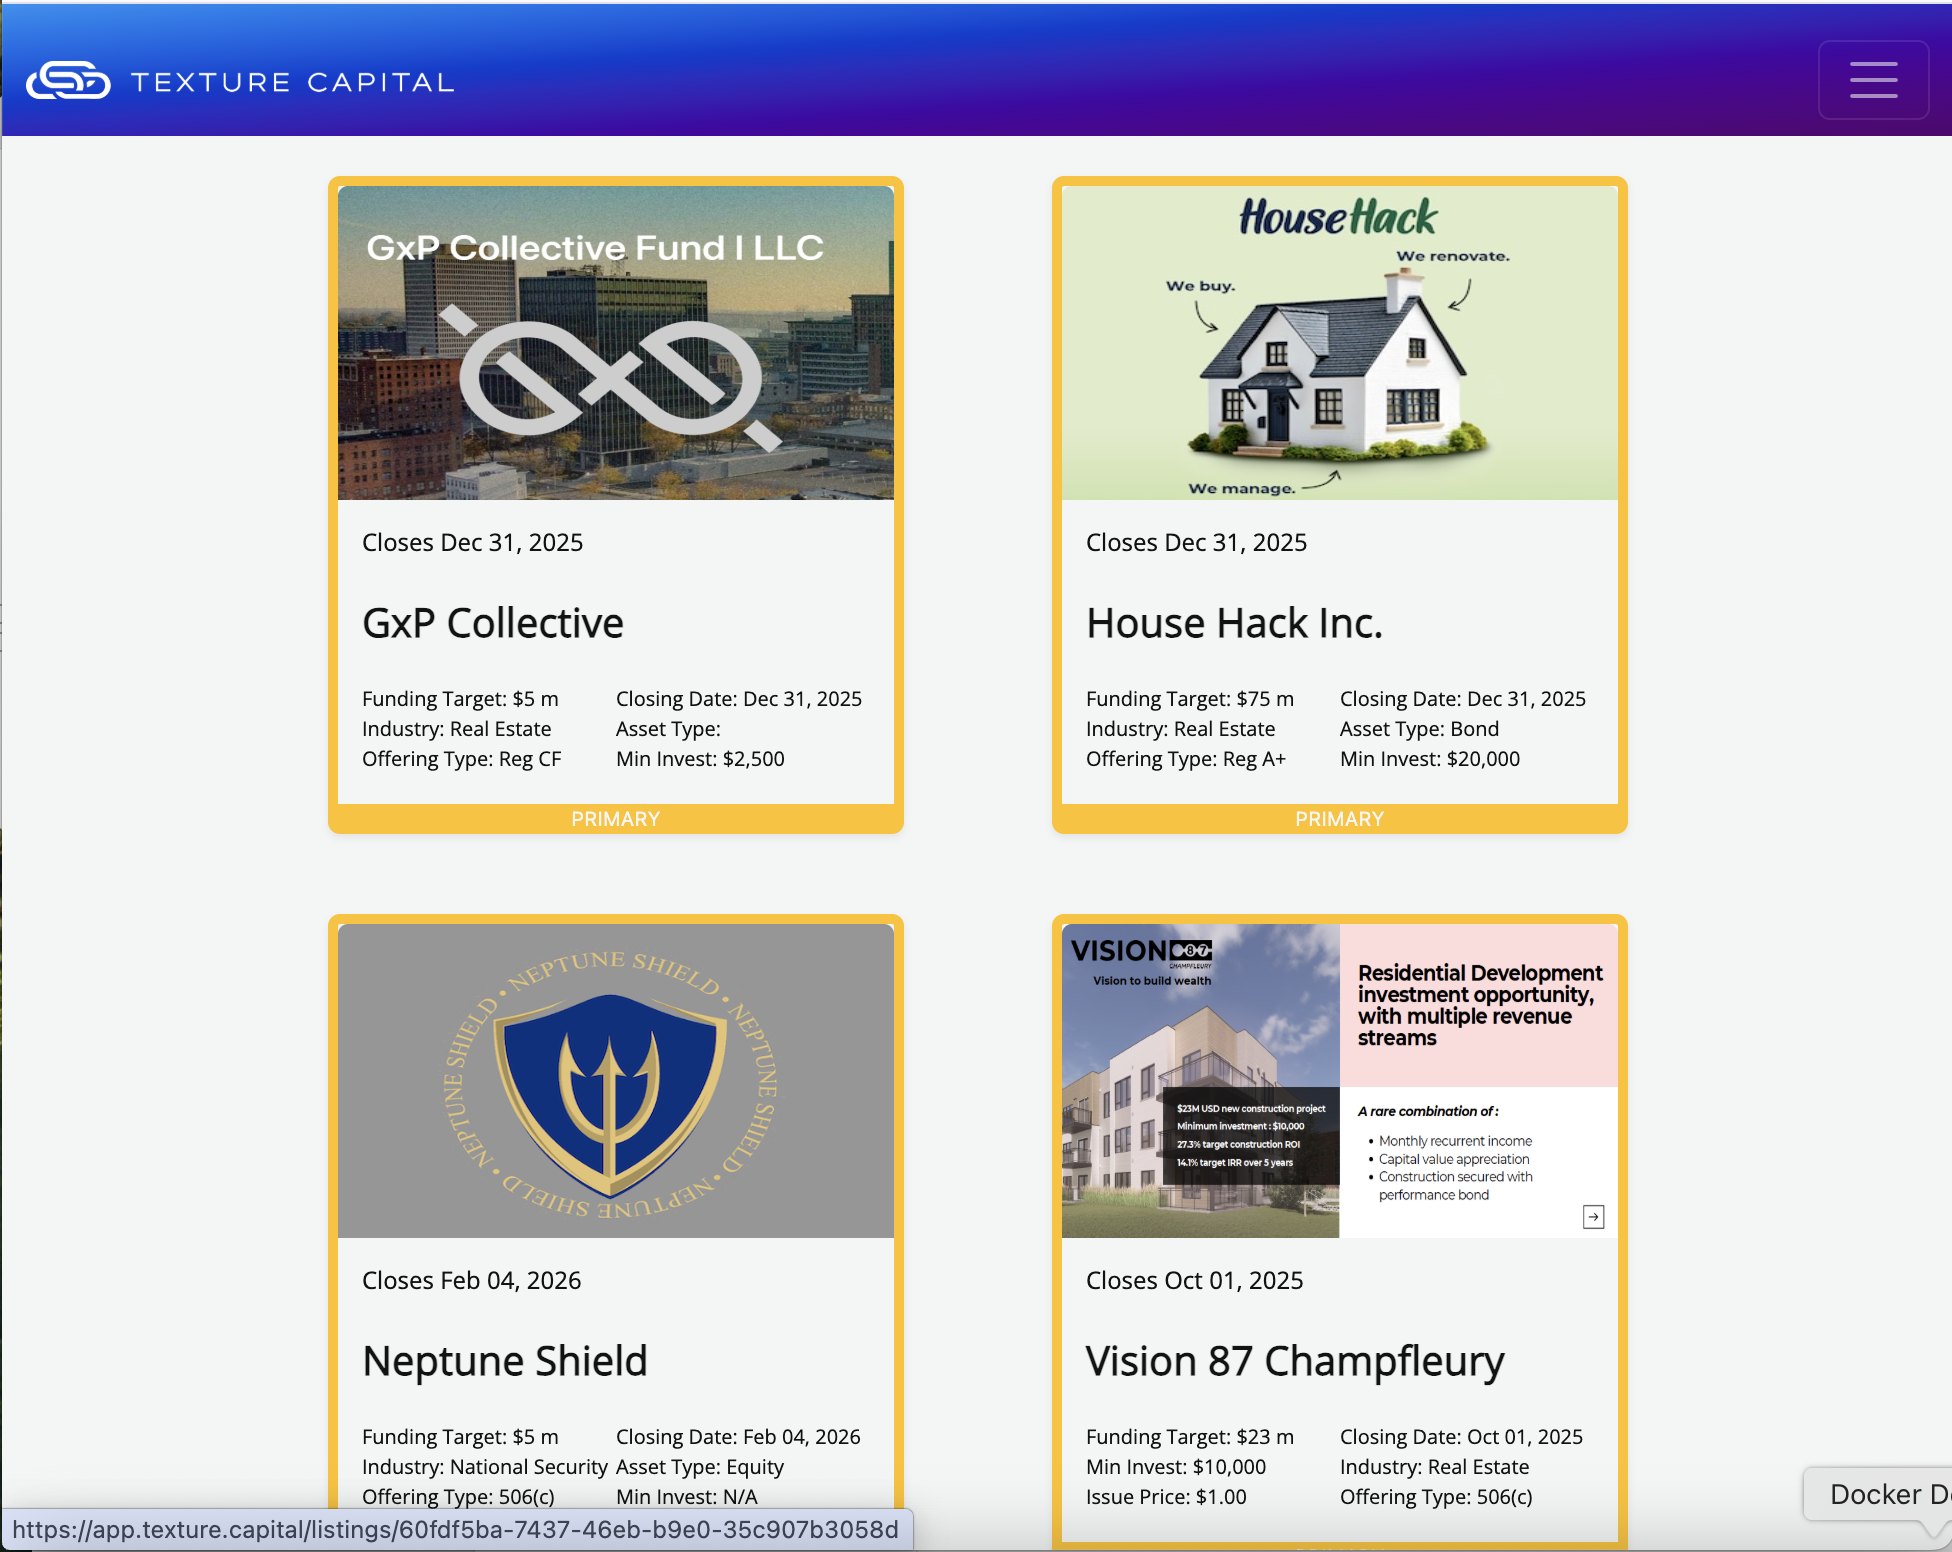 TEXTURE CAPITAL
GxP Collective Fund I LLC
Closes Dec 31, 2025
GxP Collective
Funding Target: $5 m
Closing Date: Dec 31, 2025
Industry: Real Estate
Asset Type:
Offering Type: Reg CF
Min Invest: $2,500
PRIMARY
HouseHack
We renovate.
We buy.
We manage.
Closes Dec 31, 2025
House Hack Inc.
Funding Target: $75 m
Closing Date: Dec 31, 2025
Industry: Real Estate
Asset Type: Bond
Offering Type: Reg A+
Min Invest: $20,000
PRIMARY
NEPTUNE SHIELD • NEPTUNE SHIELD • NEPTUNE SHIELD • NEPTUNE SHIELD •
Closes Feb 04, 2026
Neptune Shield
Funding Target: $5 m
Closing Date: Feb 04, 2026
Industry: National Security
Asset Type: Equity
Offering Type: 506(c)
Min Invest: N/A
VISION 87
CHAMPFLEURY
Vision to build wealth
$23M USD new construction project
Minimum investment : $10,000
27.3% target construction ROI
14.1% target IRR over 5 years
Residential Development
investment opportunity,
with multiple revenue
streams
A rare combination of :
• Monthly recurrent income
• Capital value appreciation
• Construction secured with
performance bond
Closes Oct 01, 2025
Vision 87 Champfleury
Funding Target: $23 m
Closing Date: Oct 01, 2025
Min Invest: $10,000
Industry: Real Estate
Issue Price: $1.00
Offering Type: 506(c)
https://app.texture.capital/listings/60fdf5ba-7437-46eb-b9e0-35c907b3058d
Docker